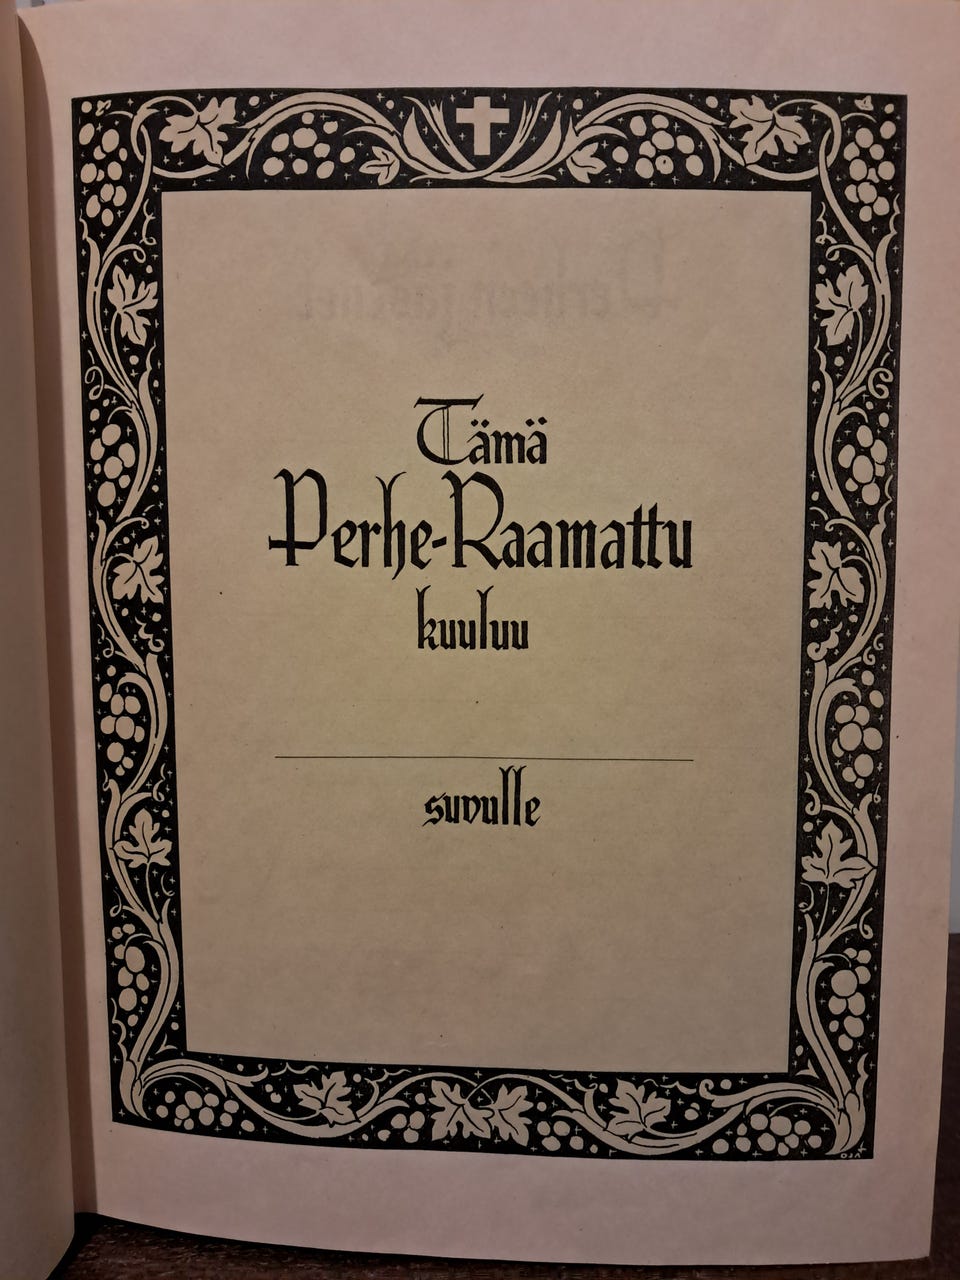 Tämä
Perhe-Raamattu
kuuluu
suvulle